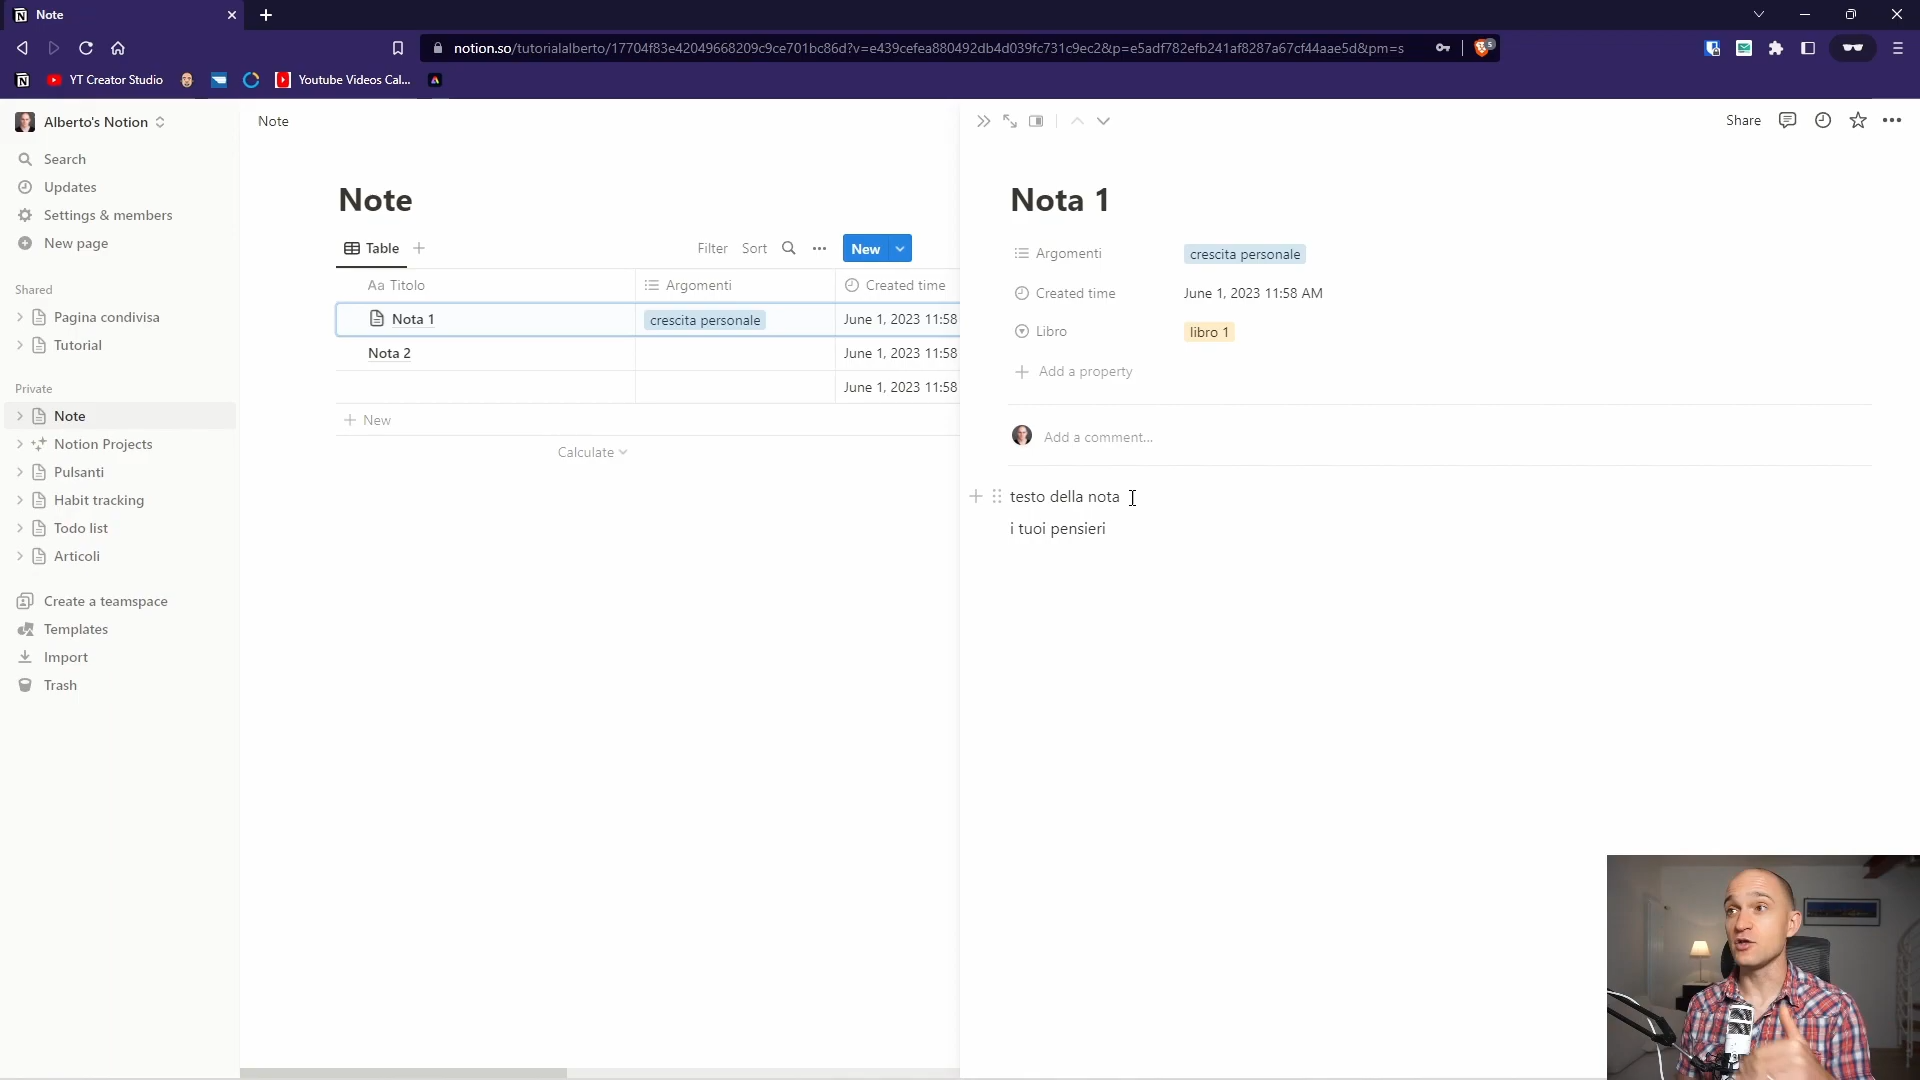 Note
notion.so/tutorialalberto/17704f83e42049668209c9ce701bc86d?v=e439cefea880492db4d039fc731c9ec2&p=e5adf782efb241af8287a67cf44aae5d&pm=s
5
YT Creator Studio
Youtube Videos Cal...
Alberto's Notion
Search
Updates
Settings & members
New page
Shared
Pagina condivisa
Tutorial
Private
Note
Notion Projects
Pulsanti
Habit tracking
Todo list
Articoli
Create a teamspace
Templates
Import
Trash
Note
Note
Table
Filter Sort
New
Aa Titolo Argomenti Created time
Nota 1 crescita personale June 1, 2023 11:58
Nota 2 June 1, 2023 11:58
June 1, 2023 11:58
New
Calculate
Share
Nota 1
Argomenti crescita personale
Created time June 1, 2023 11:58 AM
Libro libro 1
Add a property
Add a comment...
testo della nota
i tuoi pensieri